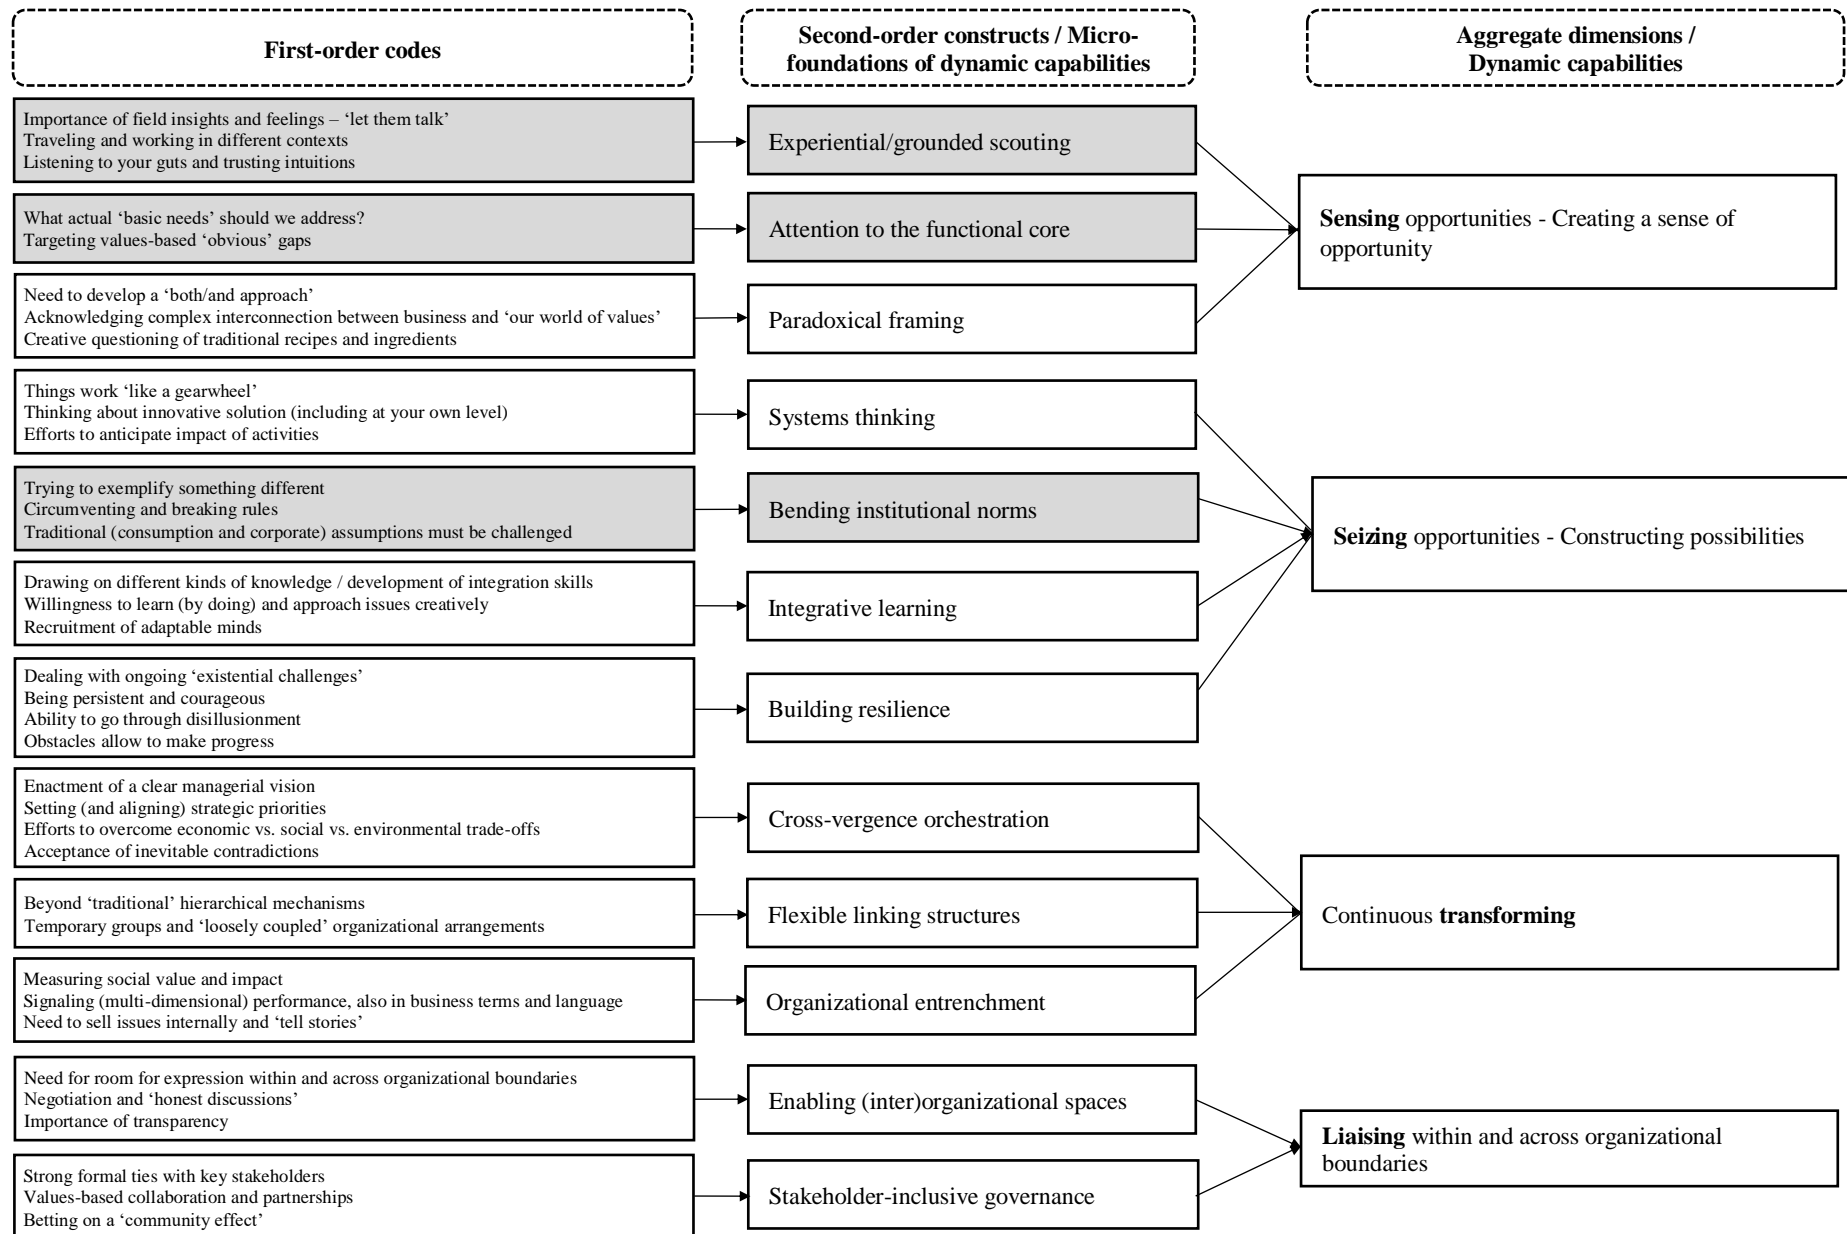 First-order codes
Second-order constructs / Micro-
foundations of dynamic capabilities
Aggregate dimensions /
Dynamic capabilities
Importance of field insights and feelings – ‘let them talk’
Traveling and working in different contexts
Listening to your guts and trusting intuitions
Experiential/grounded scouting
What actual ‘basic needs’ should we address?
Targeting values-based ‘obvious’ gaps
Attention to the functional core
Need to develop a ‘both/and approach’
Acknowledging complex interconnection between business and ‘our world of values’
Creative questioning of traditional recipes and ingredients
Paradoxical framing
Sensing opportunities - Creating a sense of
opportunity
Things work ‘like a gearwheel’
Thinking about innovative solution (including at your own level)
Efforts to anticipate impact of activities
Systems thinking
Trying to exemplify something different
Circumventing and breaking rules
Traditional (consumption and corporate) assumptions must be challenged
Bending institutional norms
Drawing on different kinds of knowledge / development of integration skills
Willingness to learn (by doing) and approach issues creatively
Recruitment of adaptable minds
Integrative learning
Dealing with ongoing ‘existential challenges’
Being persistent and courageous
Ability to go through disillusionment
Obstacles allow to make progress
Building resilience
Seizing opportunities - Constructing possibilities
Enactment of a clear managerial vision
Setting (and aligning) strategic priorities
Efforts to overcome economic vs. social vs. environmental trade-offs
Acceptance of inevitable contradictions
Cross-vergence orchestration
Beyond ‘traditional’ hierarchical mechanisms
Temporary groups and ‘loosely coupled’ organizational arrangements
Flexible linking structures
Measuring social value and impact
Signaling (multi-dimensional) performance, also in business terms and language
Need to sell issues internally and ‘tell stories’
Organizational entrenchment
Continuous transforming
Need for room for expression within and across organizational boundaries
Negotiation and ‘honest discussions’
Importance of transparency
Enabling (inter)organizational spaces
Strong formal ties with key stakeholders
Values-based collaboration and partnerships
Betting on a ‘community effect’
Stakeholder-inclusive governance
Liaising within and across organizational
boundaries